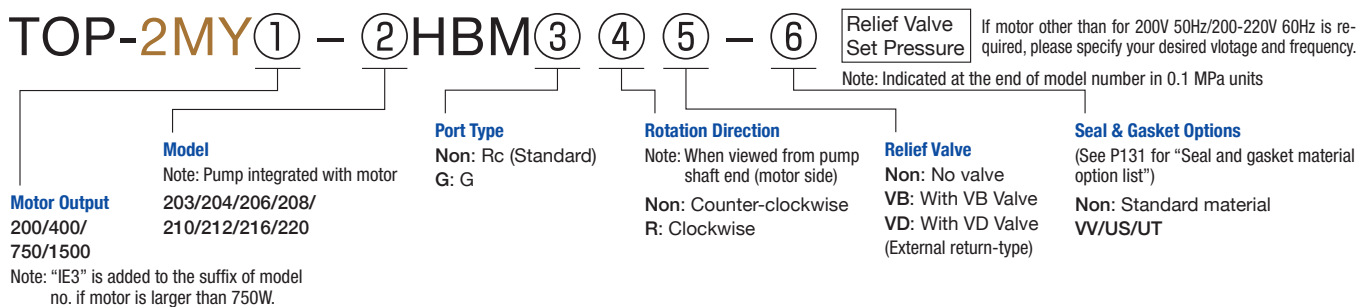 TOP-2MY① – ②HBM③ ④ ⑤ – ⑥
Relief Valve
Set Pressure
If motor other than for 200V 50Hz/200-220V 60Hz is re-
quired, please specify your desired vlotage and frequency.
Note: Indicated at the end of model number in 0.1 MPa units
Motor Output
200/400/
750/1500
Note: “IE3” is added to the suffix of model
no. if motor is larger than 750W.
Model
Note: Pump integrated with motor
203/204/206/208/
210/212/216/220
Port Type
Non: Rc (Standard)
G: G
Rotation Direction
Note: When viewed from pump
shaft end (motor side)
Non: Counter-clockwise
R: Clockwise
Relief Valve
Non: No valve
VB: With VB Valve
VD: With VD Valve
(External return-type)
Seal & Gasket Options
(See P131 for “Seal and gasket material
option list”)
Non: Standard material
VV/US/UT